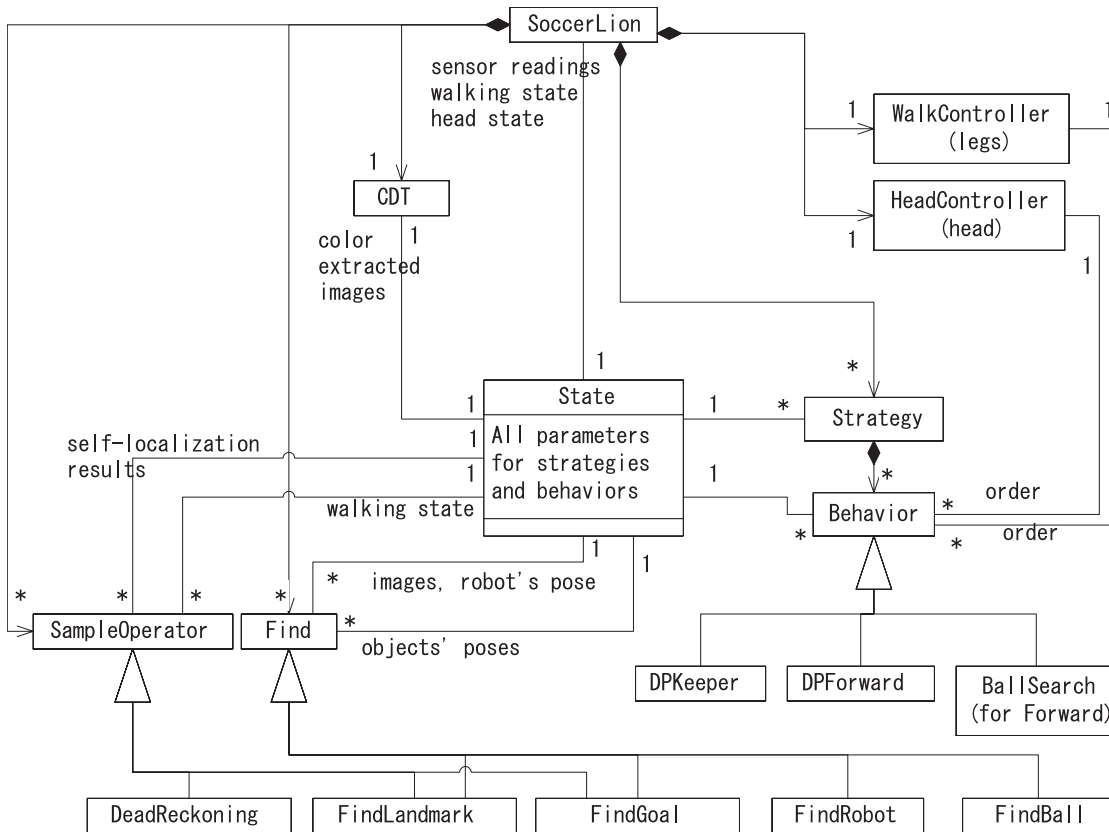 SoccerLion
sensor readings
walking state
head state
1
WalkController
(legs)
1
1
CDT
1
HeadController
(head)
1
1
color
extracted
images
*
1
State
1
1
*
Strategy
self-localization
results
1
All parameters
for strategies
and behaviors
1
walking state
1
*
Behavior
*
*
order
*
order
1
1
*
images, robot's pose
*
*
*
*
*
SampleOperator
Find
objects' poses
DPKeeper
DPForward
BallSearch
(for Forward)
DeadReckoning
FindLandmark
FindGoal
FindRobot
FindBall